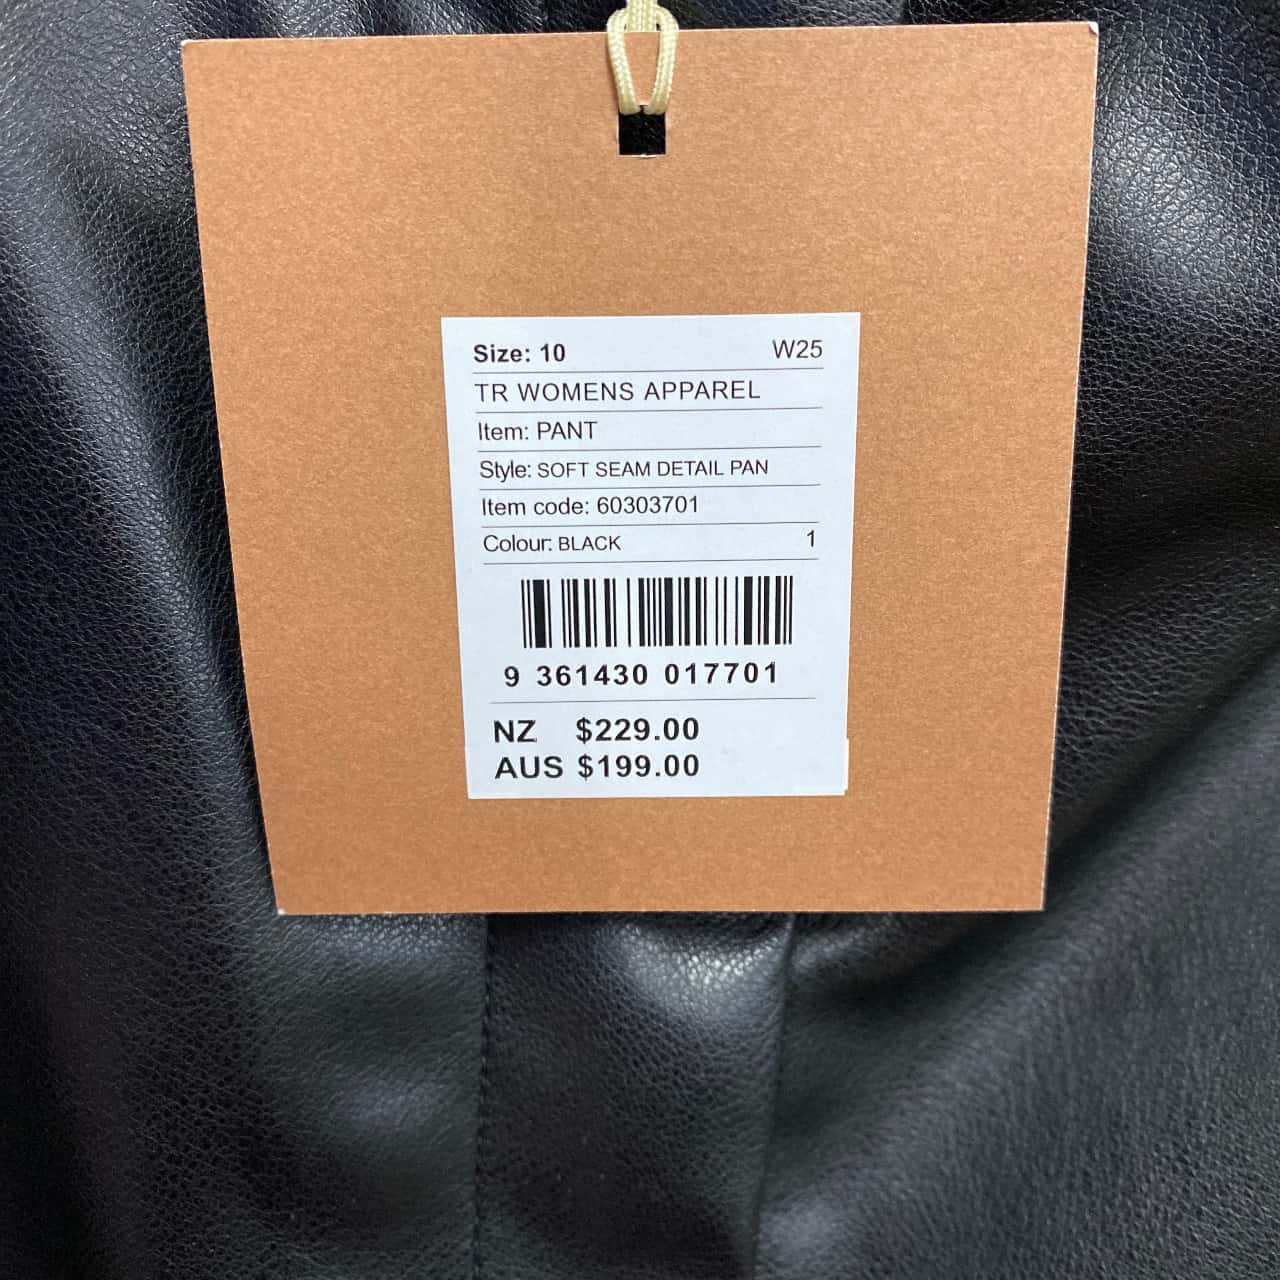 Size: 10 W25
TR WOMENS APPAREL
Item: PANT
Style: SOFT SEAM DETAIL PAN
Item code: 60303701
Colour: BLACK 1
9 361430 017701
NZ $229.00
AUS $199.00